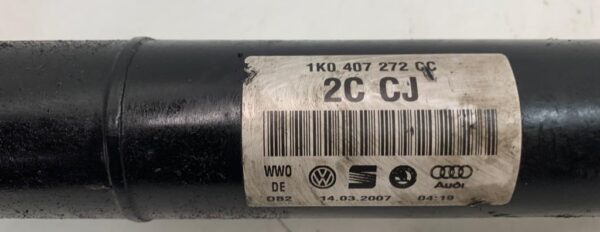 1K0 407 272 CC
2C CJ
WWO
DE
Audi
DB2 14.03.2007 04:19